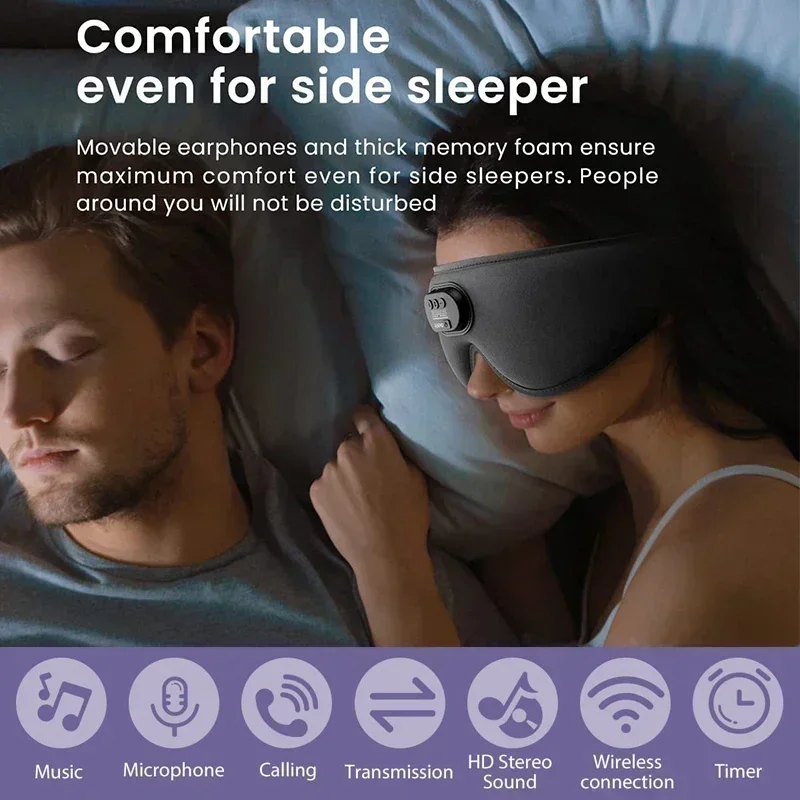 Comfortable
even for side sleeper
Movable earphones and thick memory foam ensure
maximum comfort even for side sleepers. People
around you will not be disturbed
Music
Microphone
Calling
Transmission
HD Stereo
Sound
Wireless
connection
Timer